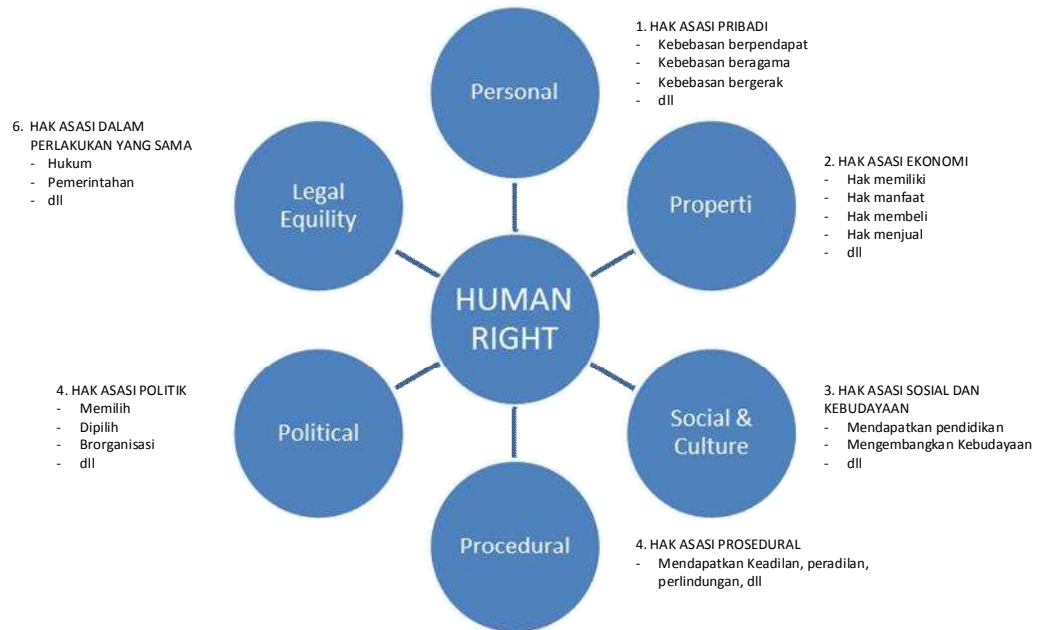 Personal
1. HAK ASASI PRIBADI
- Kebebasan berpendapat
- Kebebasan beragama
- Kebebasan bergerak
- dll
Properti
2. HAK ASASI EKONOMI
- Hak memiliki
- Hak manfaat
- Hak membeli
- Hak menjual
- dll
Social &
Culture
3. HAK ASASI SOSIAL DAN
KEBUDAYAAN
- Mendapatkan pendidikan
- Mengembangkan Kebudayaan
- dll
Procedural
4. HAK ASASI PROSEDURAL
- Mendapatkan Keadilan, peradilan,
perlindungan, dll
Political
4. HAK ASASI POLITIK
- Memilih
- Dipilih
- Brorganisasi
- dll
Legal
Equility
6. HAK ASASI DALAM
PERLAKUKAN YANG SAMA
- Hukum
- Pemerintahan
- dll
HUMAN
RIGHT